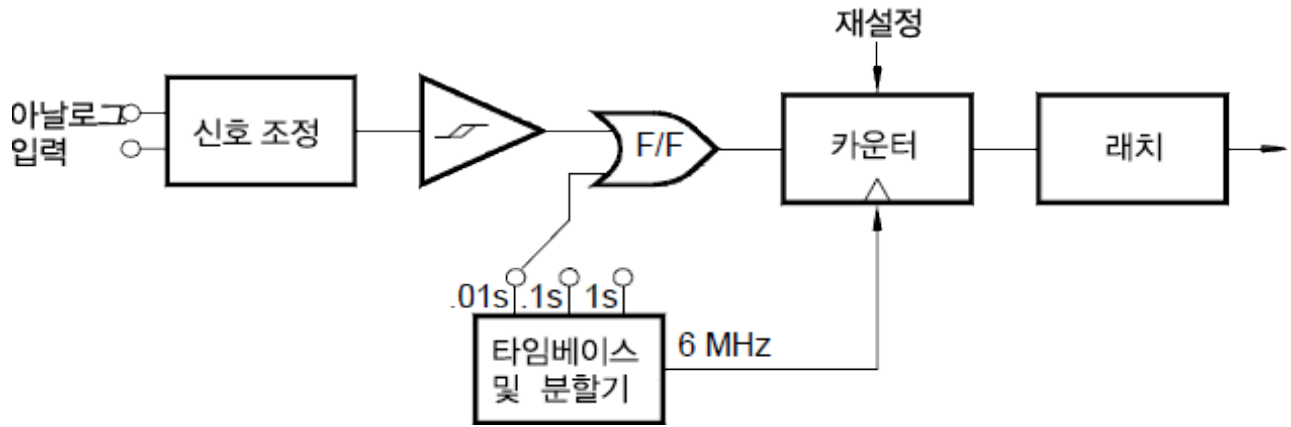 재설정
아날로그
입력
신호 조정
F/F
카운터
래치
.01s .1s 1s
타임베이스
및 분할기
6 MHz